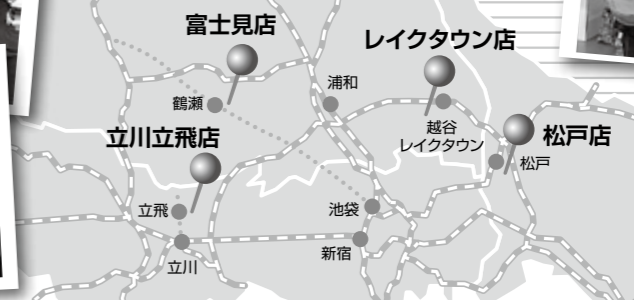 富士見店
レイクタウン店
浦和
鶴瀬
越谷
レイクタウン
松戸店
立川立飛店
松戸
立飛
池袋
新宿
立川